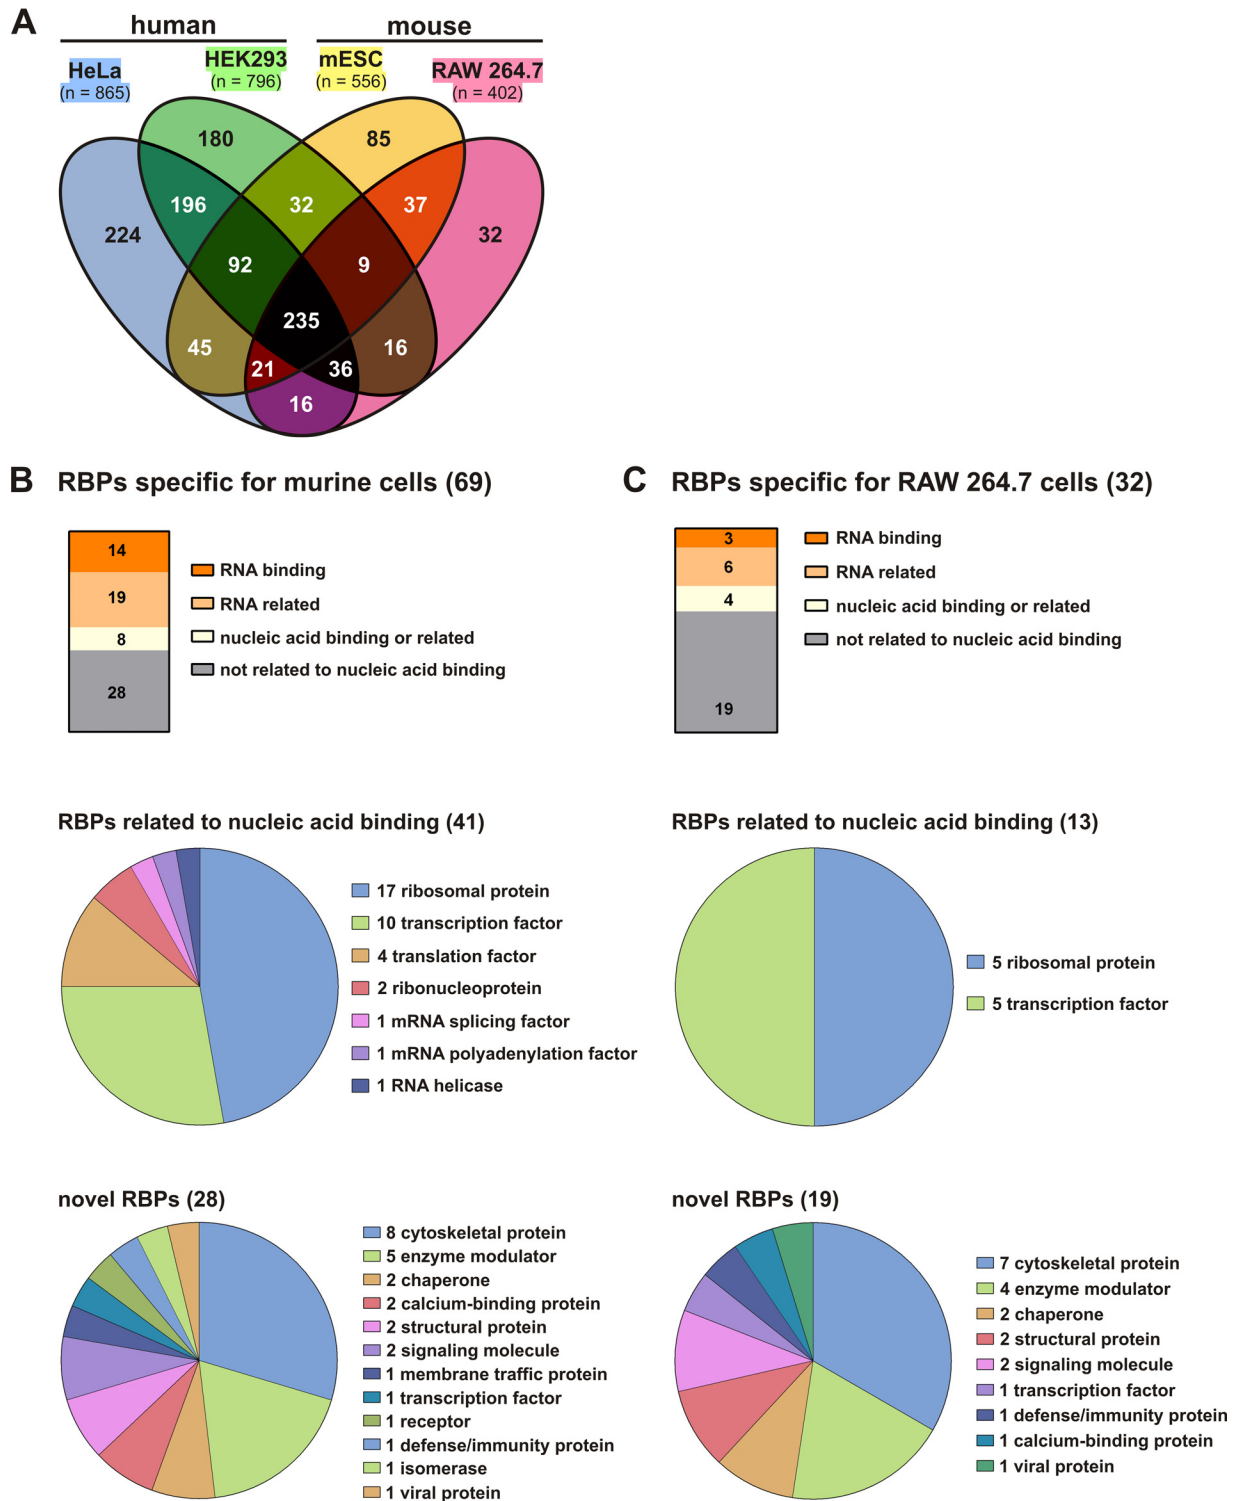 A
human mouse
HeLa
(n = 865)
HEK293
(n = 796)
mESC
(n = 556)
RAW 264.7
(n = 402)
180 85
196 32 37
224 32
92 9
235
45 16
21 36
16
B RBPs specific for murine cells (69)
14
19
8
28
RNA binding
RNA related
nucleic acid binding or related
not related to nucleic acid binding
RBPs related to nucleic acid binding (41)
17 ribosomal protein
10 transcription factor
4 translation factor
2 ribonucleoprotein
1 mRNA splicing factor
1 mRNA polyadenylation factor
1 RNA helicase
novel RBPs (28)
8 cytoskeletal protein
5 enzyme modulator
2 chaperone
2 calcium-binding protein
2 structural protein
2 signaling molecule
1 membrane traffic protein
1 transcription factor
1 receptor
1 defense/immunity protein
1 isomerase
1 viral protein
C RBPs specific for RAW 264.7 cells (32)
3
6
4
19
RNA binding
RNA related
nucleic acid binding or related
not related to nucleic acid binding
RBPs related to nucleic acid binding (13)
5 ribosomal protein
5 transcription factor
novel RBPs (19)
7 cytoskeletal protein
4 enzyme modulator
2 chaperone
2 structural protein
2 signaling molecule
1 transcription factor
1 defense/immunity protein
1 calcium-binding protein
1 viral protein